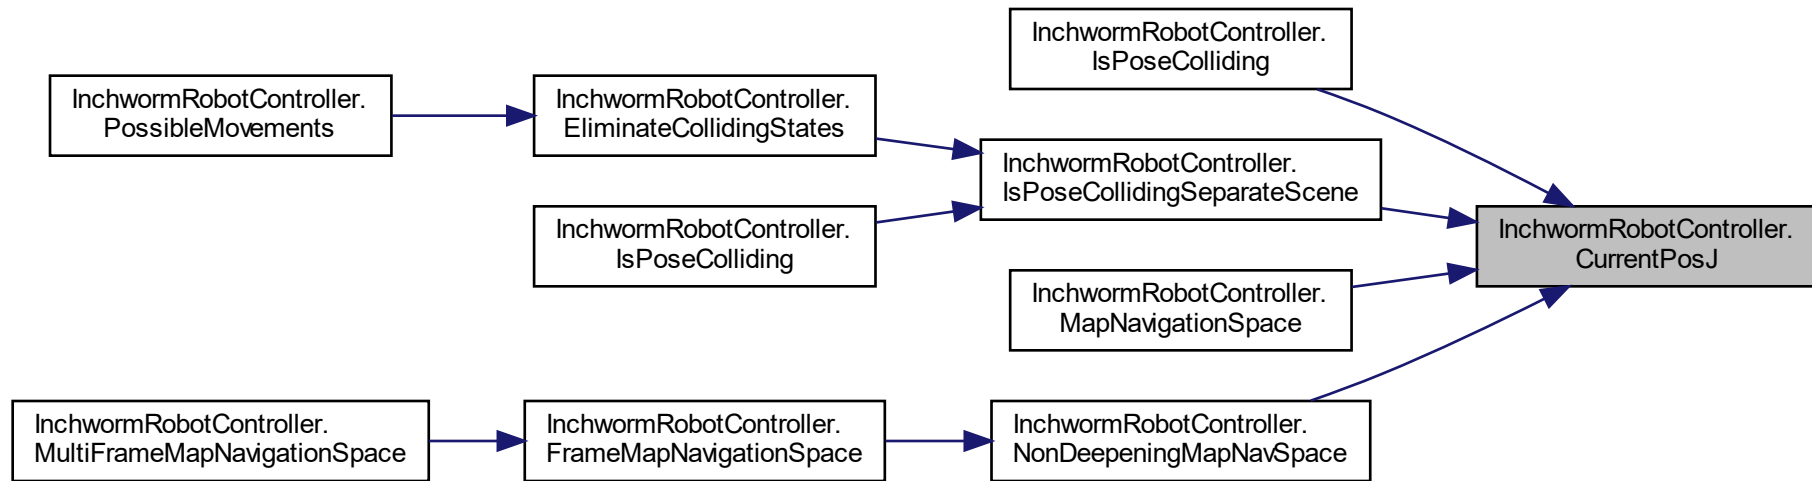 InchwormRobotController.
IsPoseColliding
InchwormRobotController.
PossibleMovements
InchwormRobotController.
EliminateCollidingStates
InchwormRobotController.
IsPoseCollidingSeparateScene
InchwormRobotController.
IsPoseColliding
InchwormRobotController.
CurrentPosJ
InchwormRobotController.
MapNavigationSpace
InchwormRobotController.
MultiFrameMapNavigationSpace
InchwormRobotController.
FrameMapNavigationSpace
InchwormRobotController.
NonDeepeningMapNavSpace